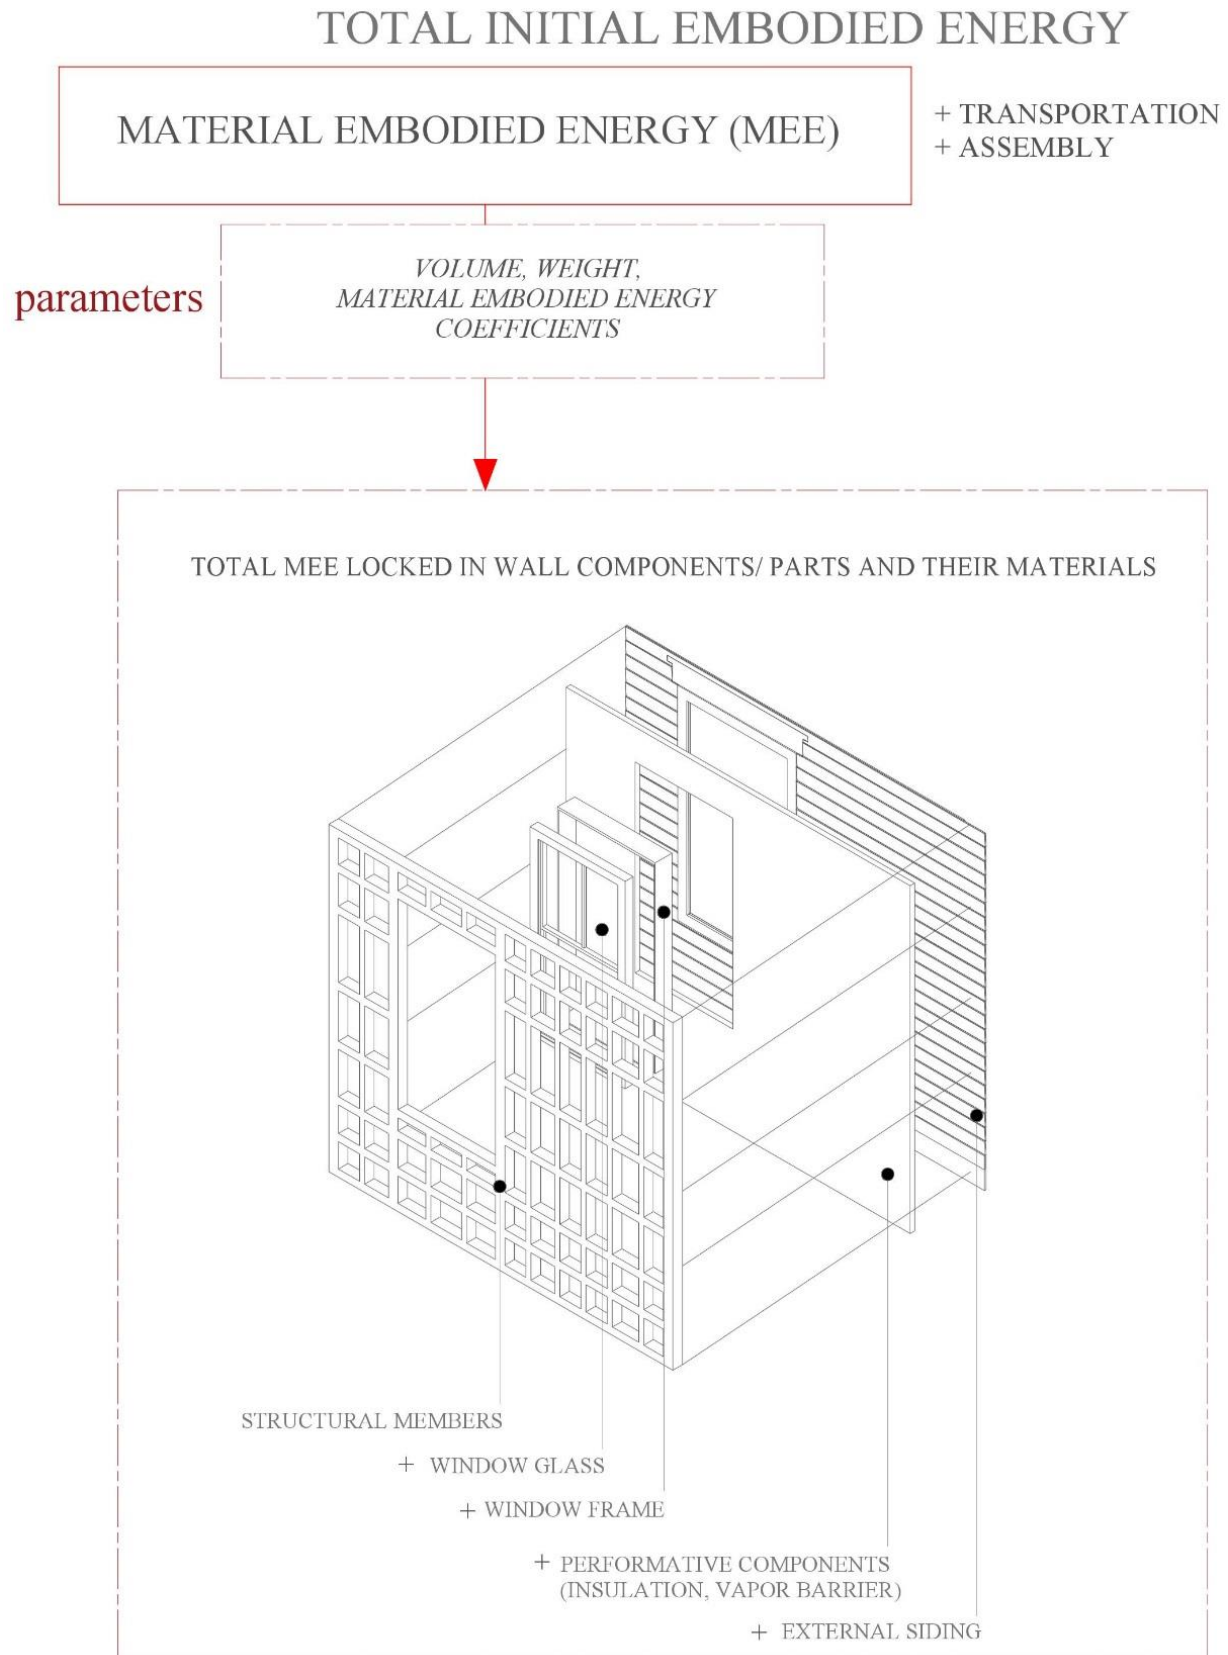 TOTAL INITIAL EMBODIED ENERGY
MATERIAL EMBODIED ENERGY (MEE)
+ TRANSPORTATION
+ ASSEMBLY
parameters
VOLUME, WEIGHT,
MATERIAL EMBODIED ENERGY
COEFFICIENTS
TOTAL MEE LOCKED IN WALL COMPONENTS/ PARTS AND THEIR MATERIALS
STRUCTURAL MEMBERS
+ WINDOW GLASS
+ WINDOW FRAME
+ PERFORMATIVE COMPONENTS
(INSULATION, VAPOR BARRIER)
+ EXTERNAL SIDING